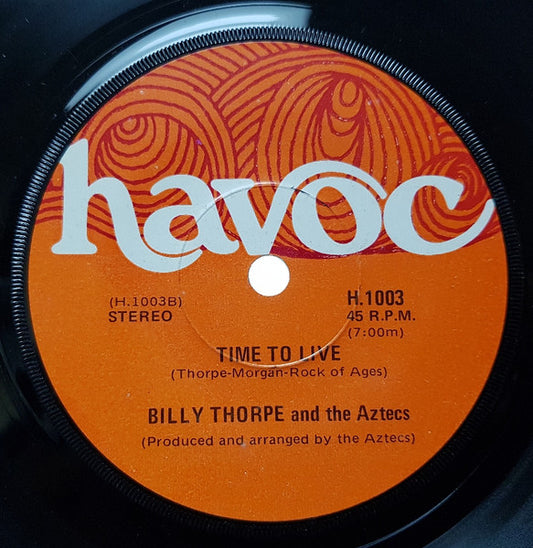 havoc
(H.1003B)
STEREO
H.1003
45 R.P.M.
(7:00m)
TIME TO LIVE
(Thorpe-Morgan-Rock of Ages)
BILLY THORPE and the Aztecs
(Produced and arranged by the Aztecs)